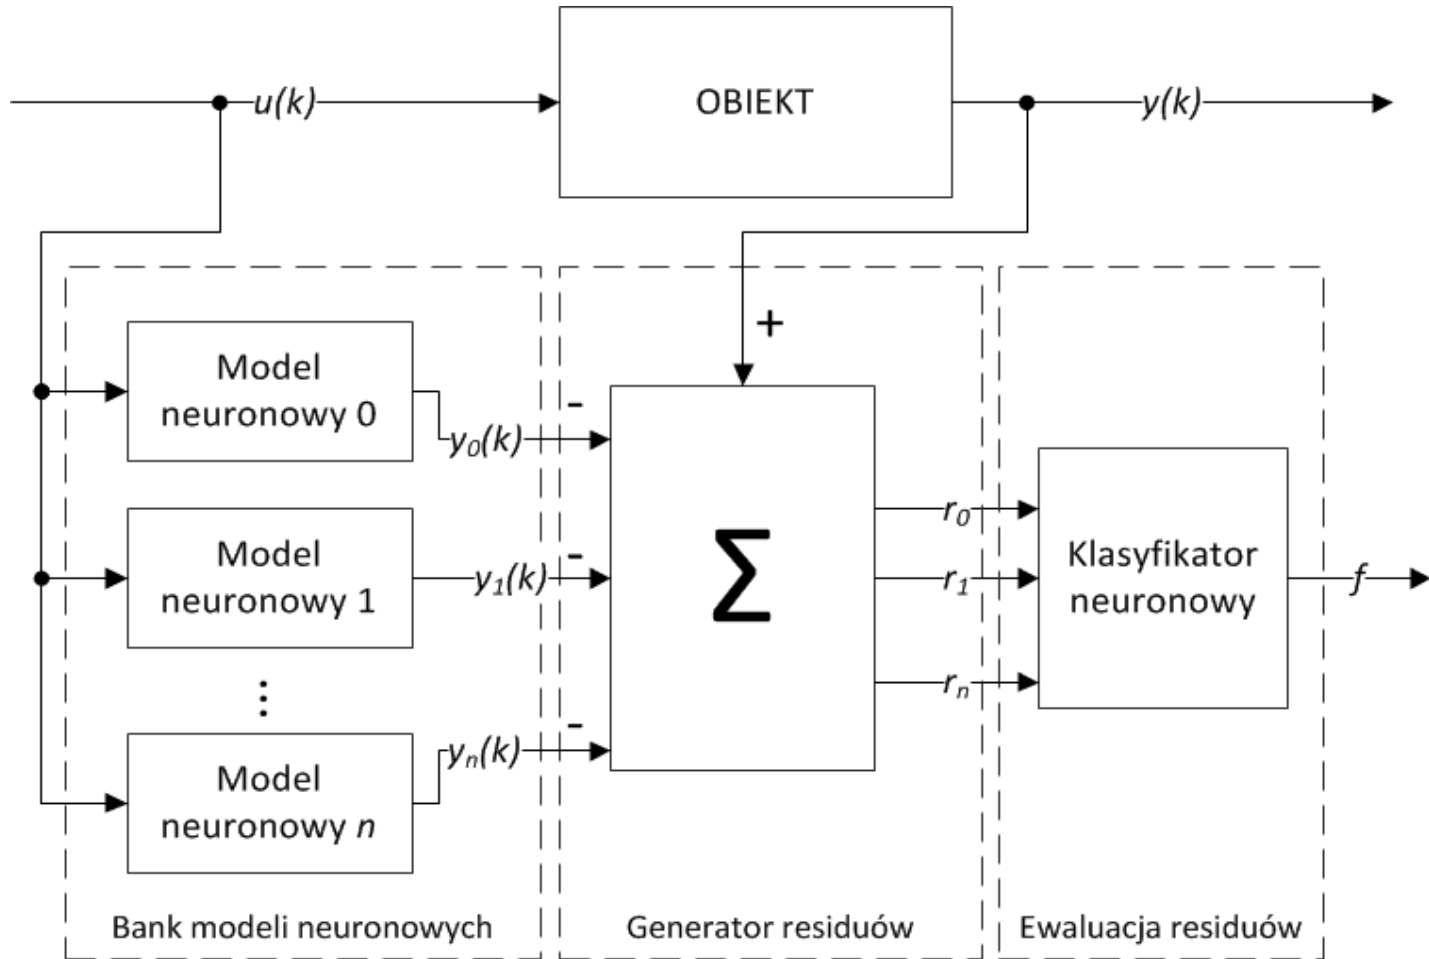 u(k)
OBIEKT
y(k)
+
Model
neuronowy 0
-
y₀(k)
Model
neuronowy 1
-
y₁(k)
⋮
Model
neuronowy n
-
yₙ(k)
Σ
r₀
r₁
rₙ
Klasyfikator
neuronowy
f
Bank modeli neuronowych
Generator residuów
Ewaluacja residuów